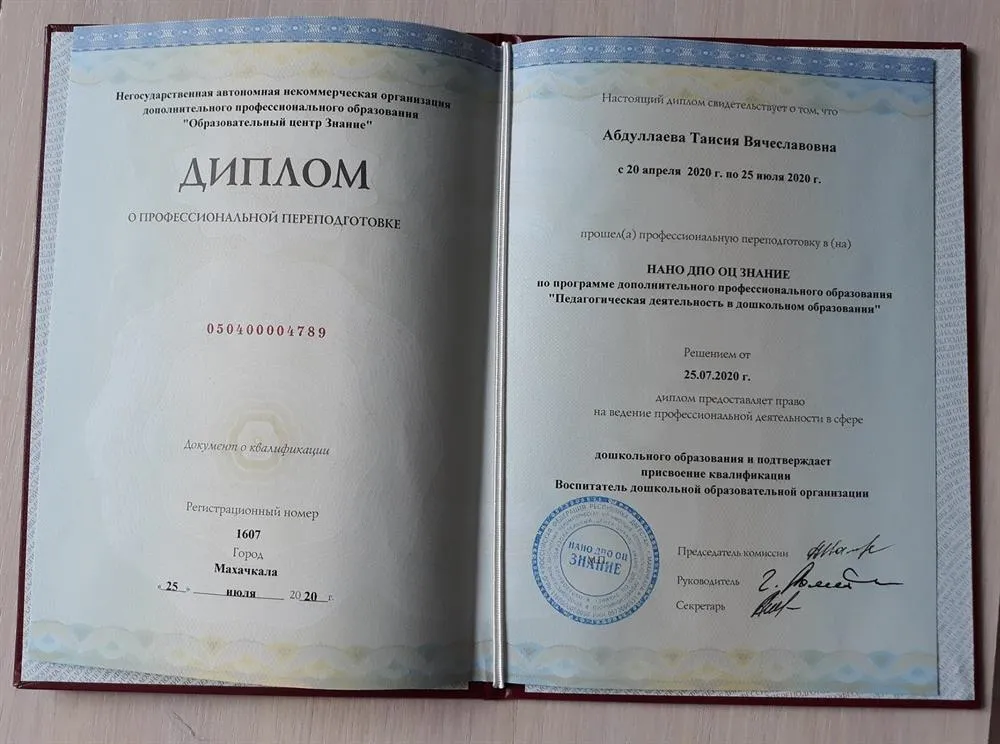 Негосударственная автономная некоммерческая организация
дополнительного профессионального образования
"Образовательный центр Знание"
ДИПЛОМ
О ПРОФЕССИОНАЛЬНОЙ ПЕРЕПОДГОТОВКЕ
050400004789
Документ о квалификации
Регистрационный номер
1607
Город
Махачкала
« 25 » июля 2020 г.
Настоящий диплом свидетельствует о том, что
Абдуллаева Таисия Вячеславовна
с 20 апреля 2020 г. по 25 июля 2020 г.
прошел(а) профессиональную переподготовку в (на)
НАНО ДПО ОЦ ЗНАНИЕ
по программе дополнительного профессионального образования
"Педагогическая деятельность в дошкольном образовании"
Решением от
25.07.2020 г.
диплом предоставляет право
на ведение профессиональной деятельности в сфере
дошкольного образования и подтверждает
присвоение квалификации
Воспитатель дошкольной образовательной организации
НАНО ДПО ОЦ
ЗНАНИЕ
М.П.
Председатель комиссии
Руководитель
Секретарь